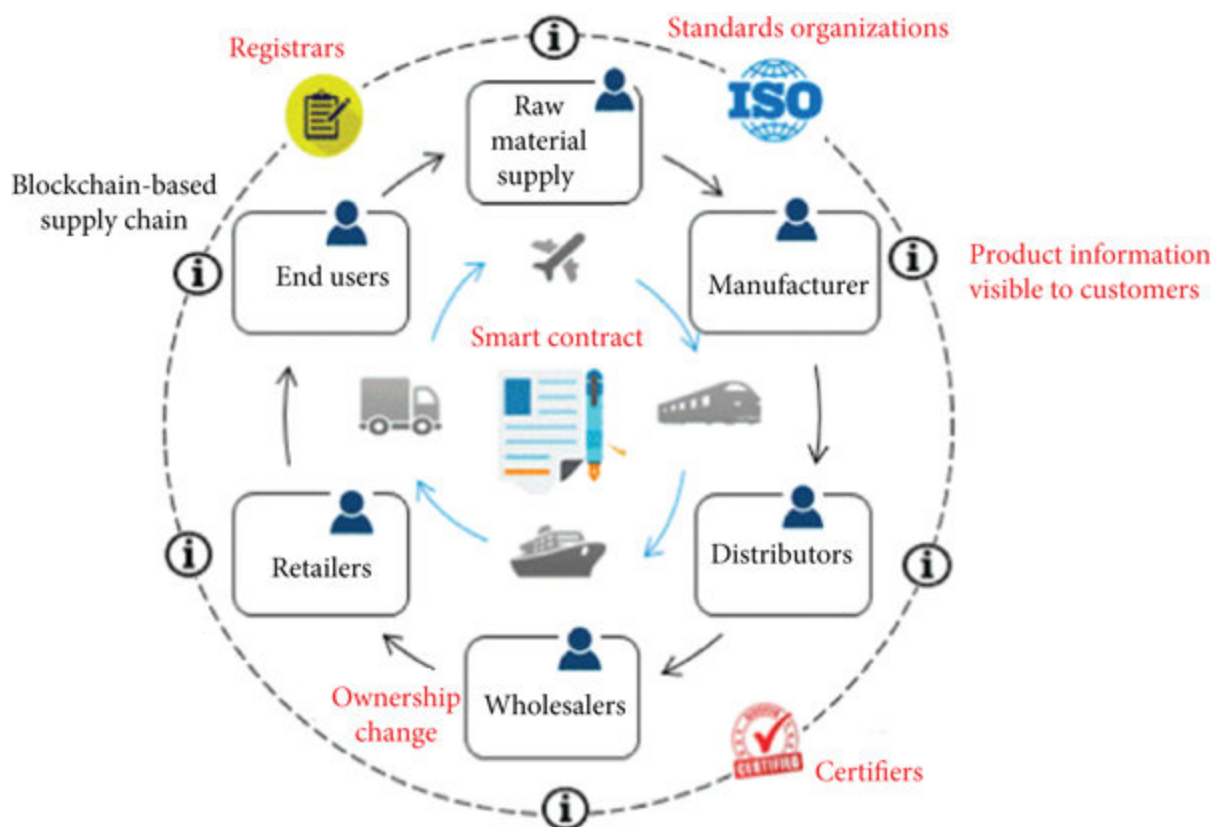 Registrars
Standards organizations
ISO
Raw
material
supply
Blockchain-based
supply chain
End users
Manufacturer
Product information
visible to customers
Smart contract
Retailers
Distributors
Ownership
change
Wholesalers
CERTIFIED
Certifiers
i
i
i
i
i
i